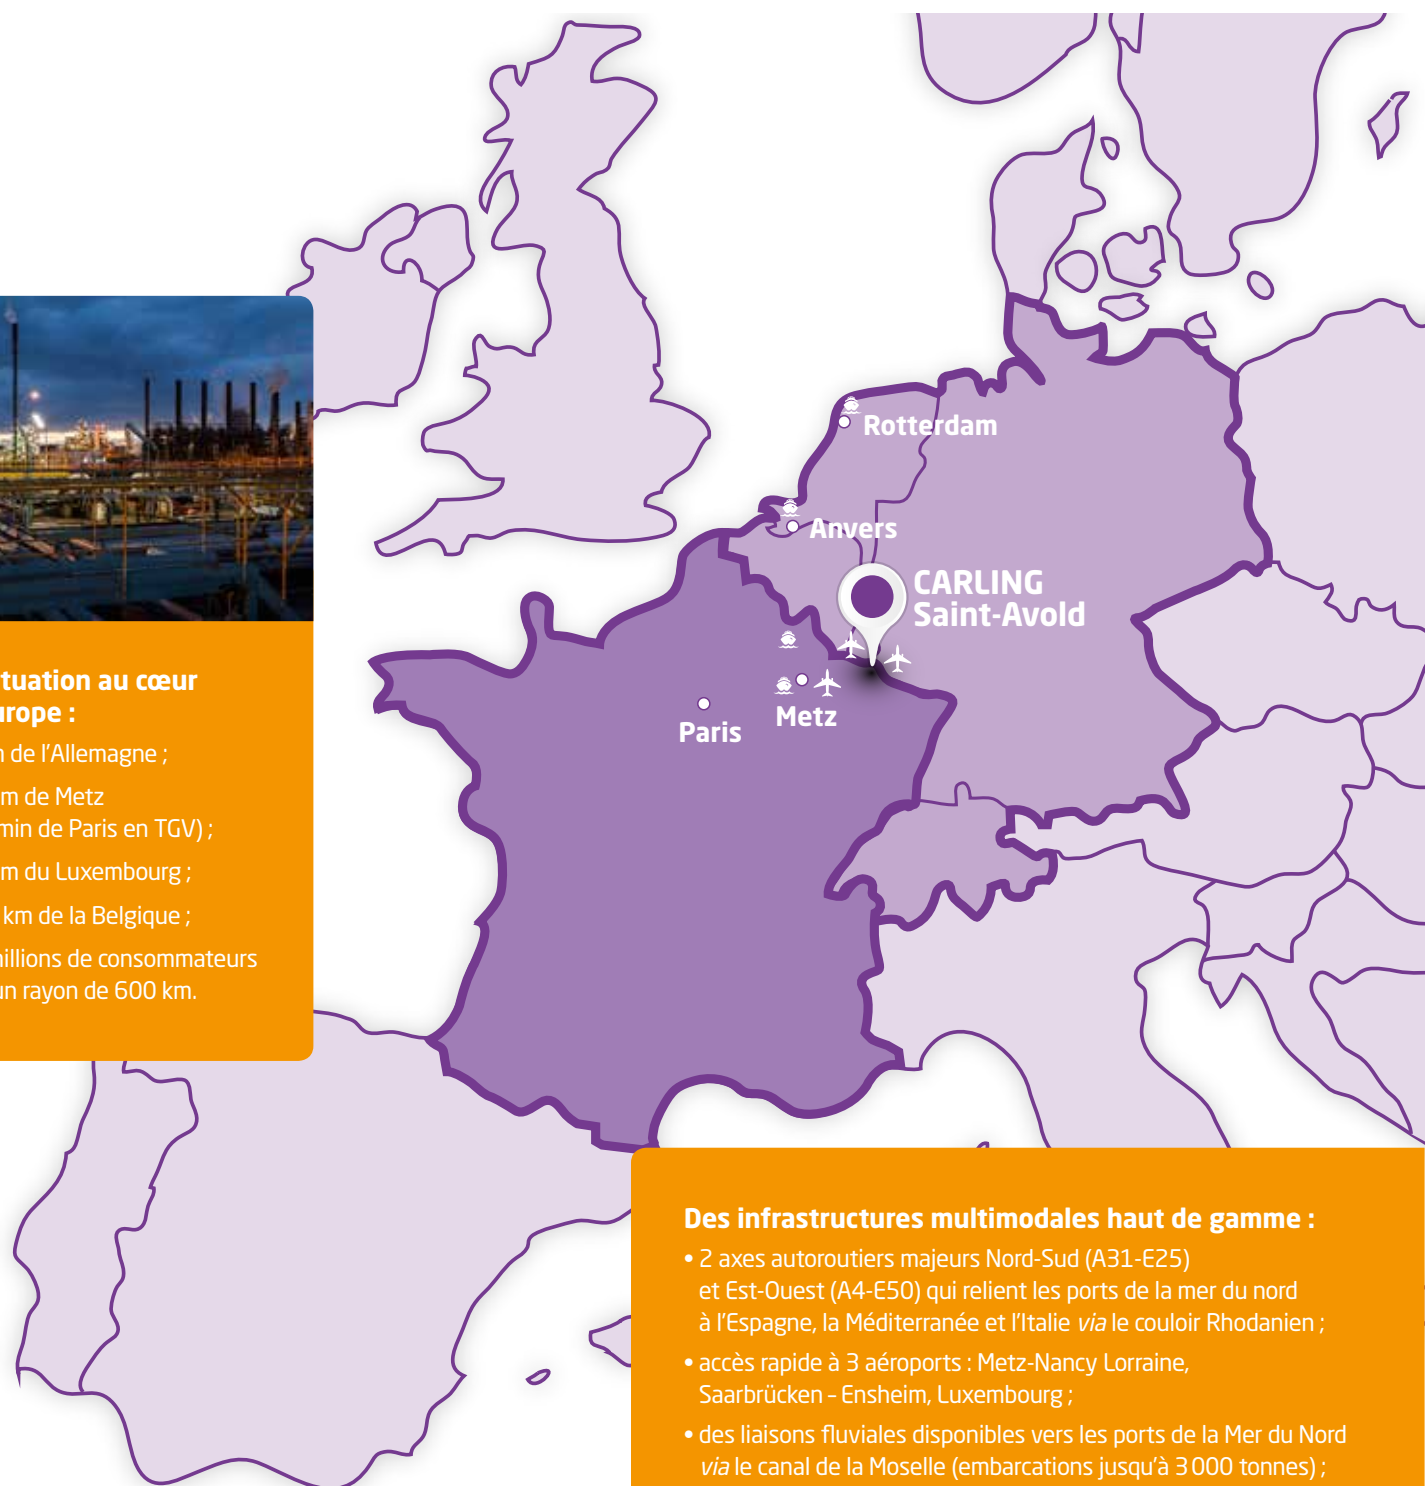 Rotterdam
Anvers
CARLING
Saint-Avold
Metz
Paris
tuation au cœur
urope :
de l'Allemagne ;
m de Metz
min de Paris en TGV) ;
m du Luxembourg ;
km de la Belgique ;
illions de consommateurs
un rayon de 600 km.
Des infrastructures multimodales haut de gamme :
• 2 axes autoroutiers majeurs Nord-Sud (A31-E25)
et Est-Ouest (A4-E50) qui relient les ports de la mer du nord
à l'Espagne, la Méditerranée et l'Italie via le couloir Rhodanien ;
• accès rapide à 3 aéroports : Metz-Nancy Lorraine,
Saarbrücken – Ensheim, Luxembourg ;
• des liaisons fluviales disponibles vers les ports de la Mer du Nord
via le canal de la Moselle (embarcations jusqu'à 3 000 tonnes) ;